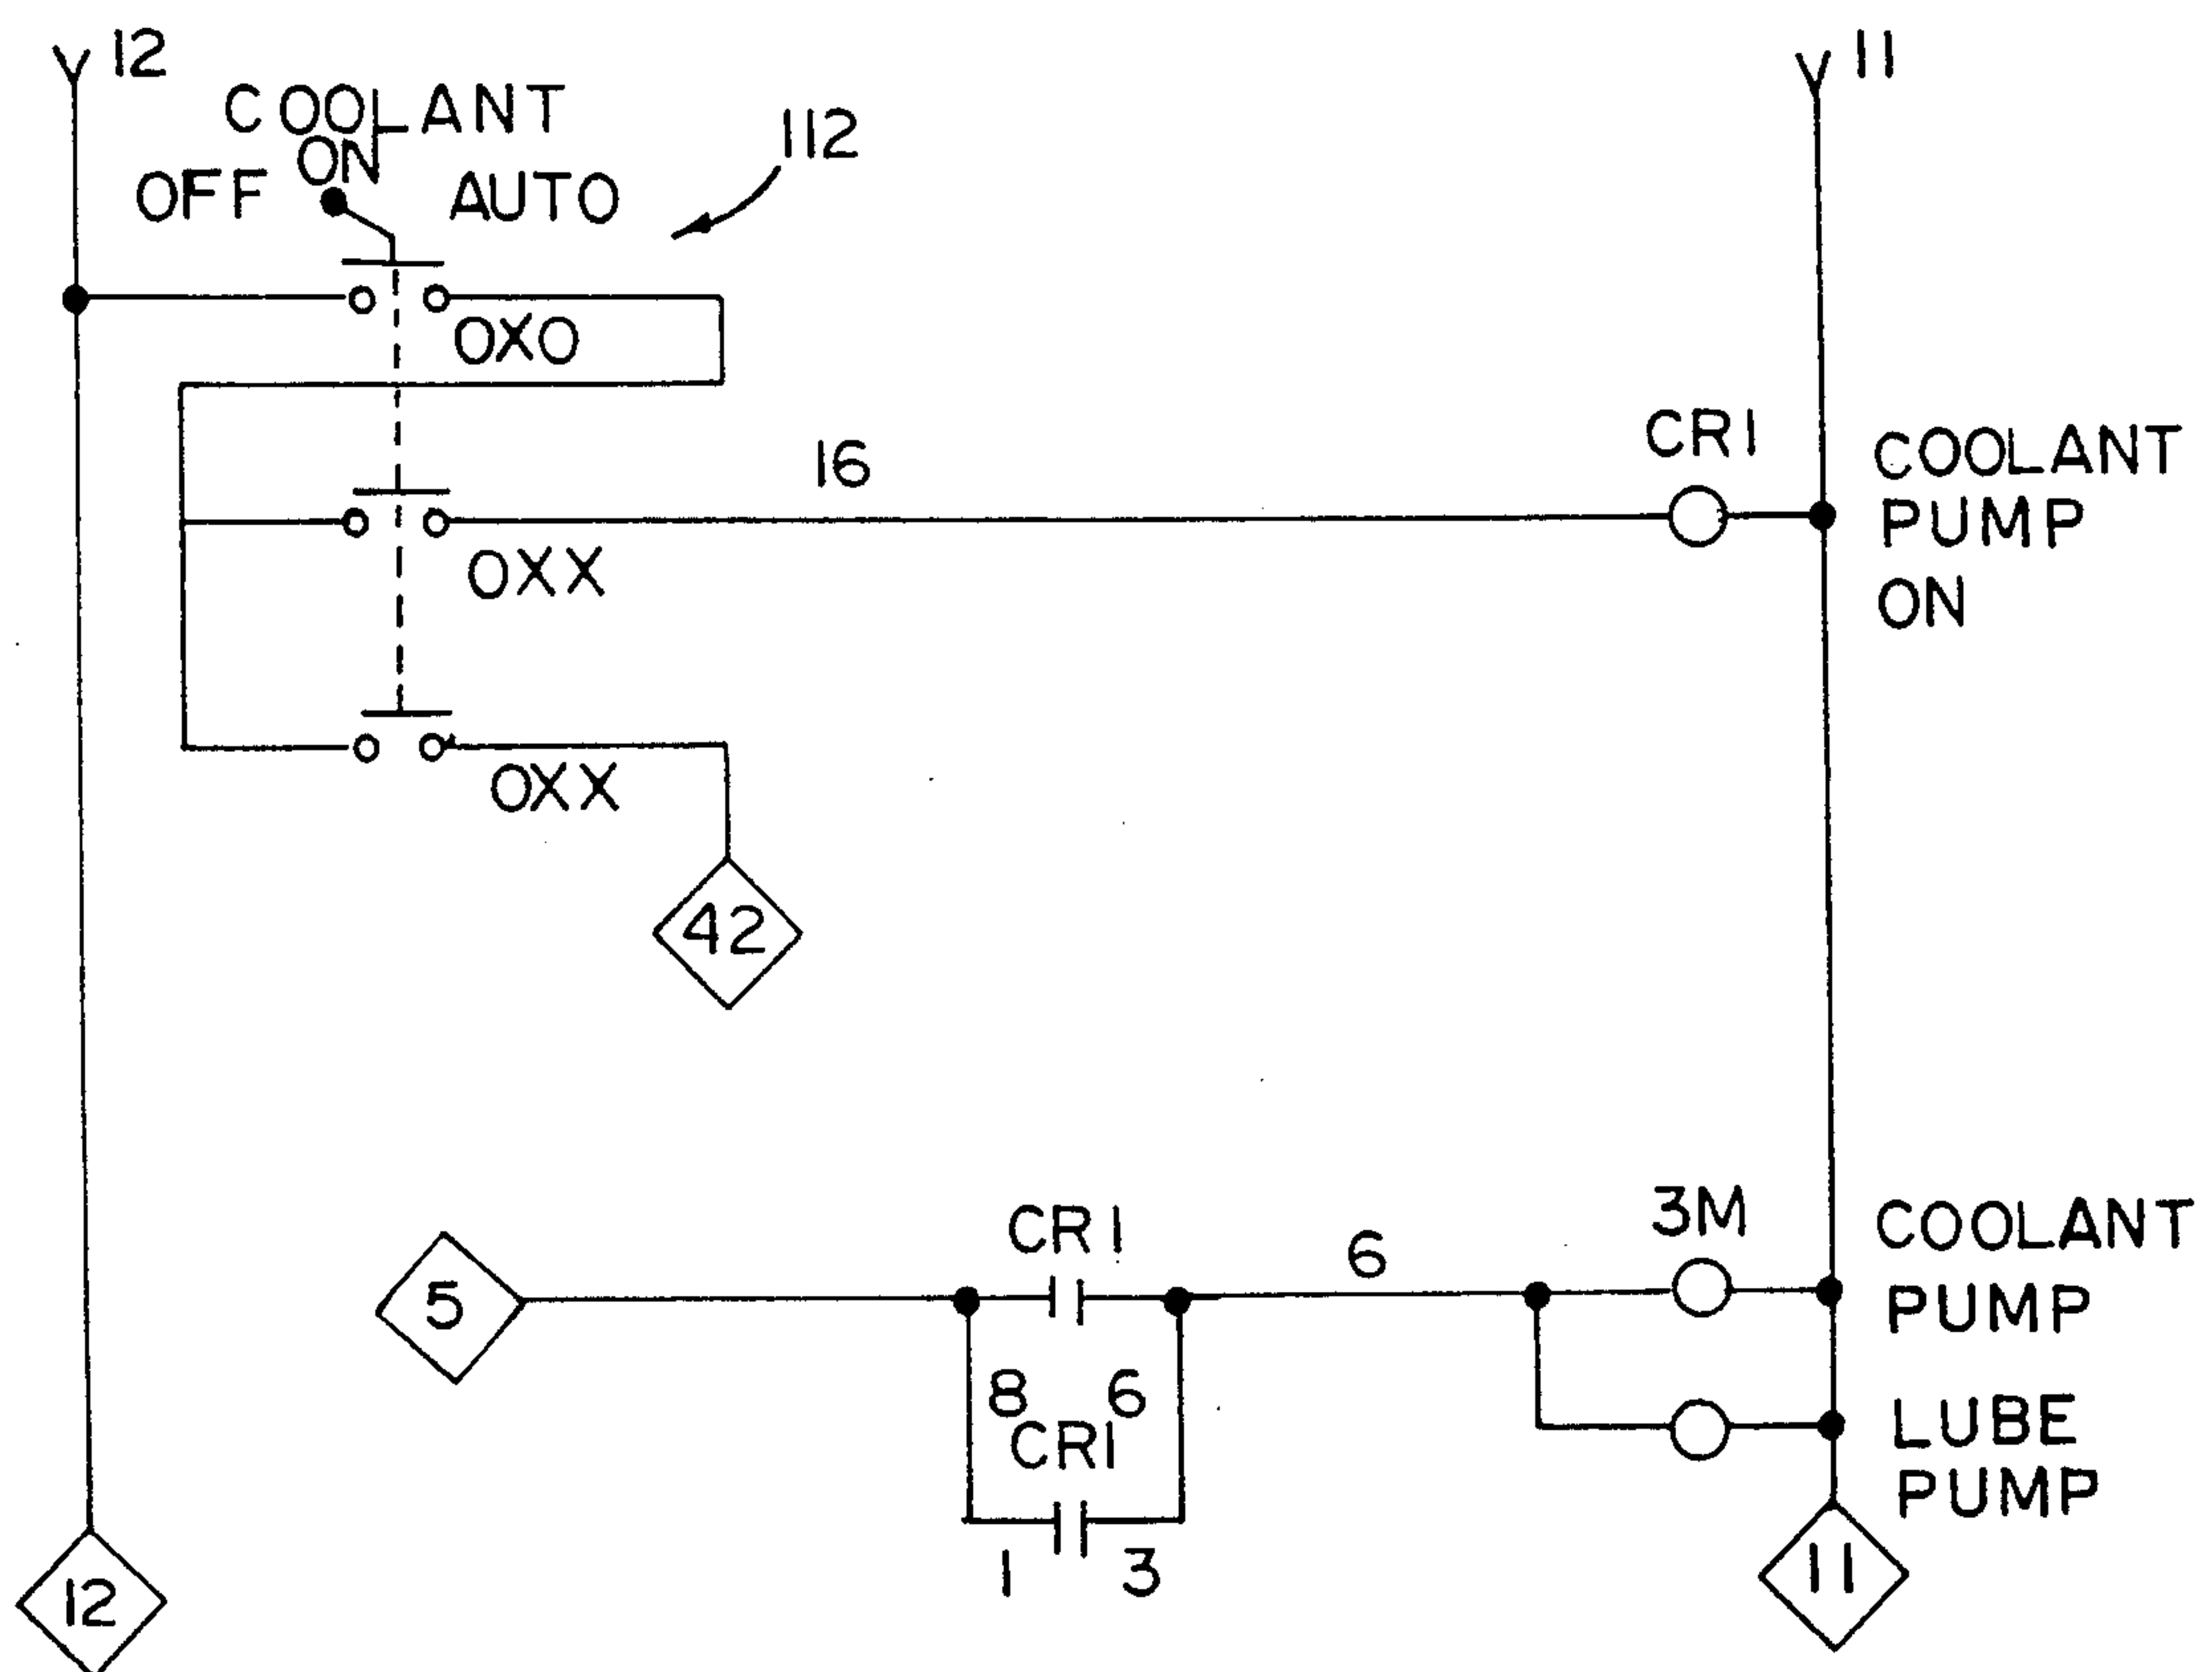 12
11
COOLANT
112
ON
OFF
AUTO
OXO
CR1
COOLANT
PUMP
ON
16
OXX
OXX
42
CR1
3M
COOLANT
PUMP
6
5
8 6
CR1
LUBE
PUMP
1 3
12
11